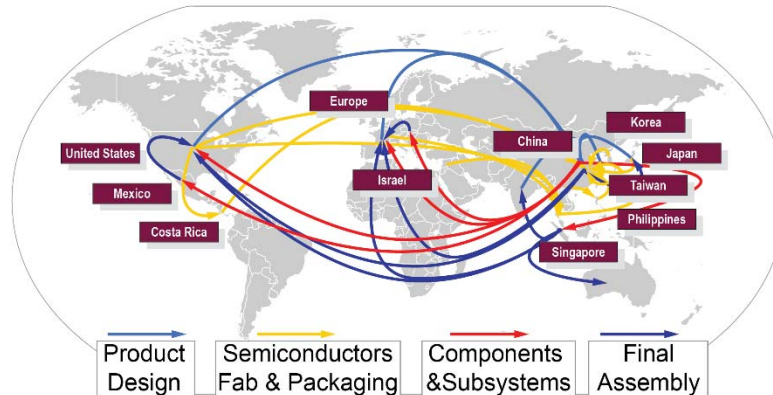 Europe
Korea
China
United States
Japan
Israel
Taiwan
Mexico
Philippines
Costa Rica
Singapore
Product
Design
Semiconductors
Fab & Packaging
Components
&Subsystems
Final
Assembly